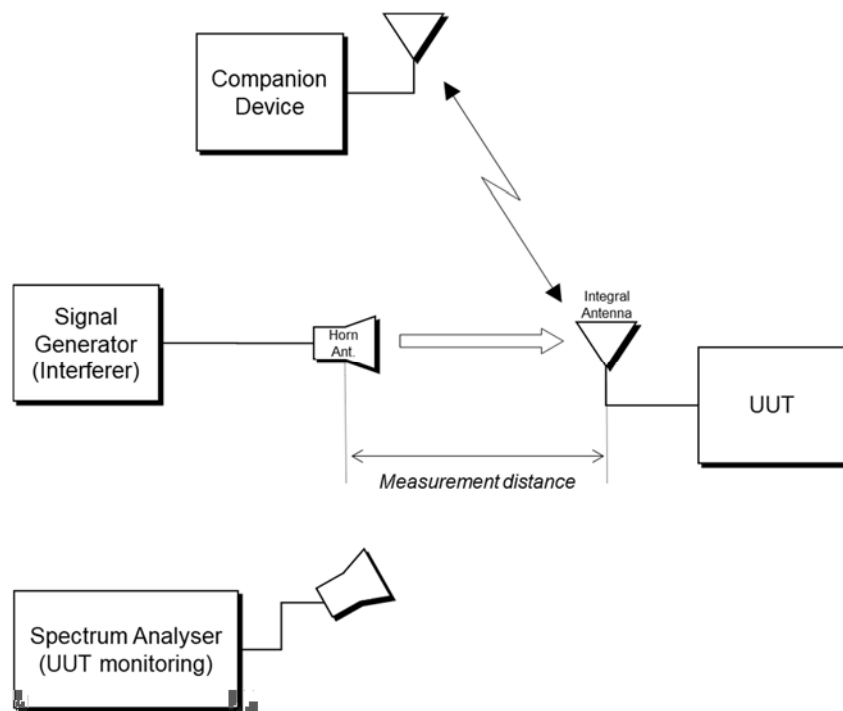 Companion
Device
Integral
Antenna
Signal
Generator
(Interferer)
Horn
Ant.
UUT
Measurement distance
Spectrum Analyser
(UUT monitoring)